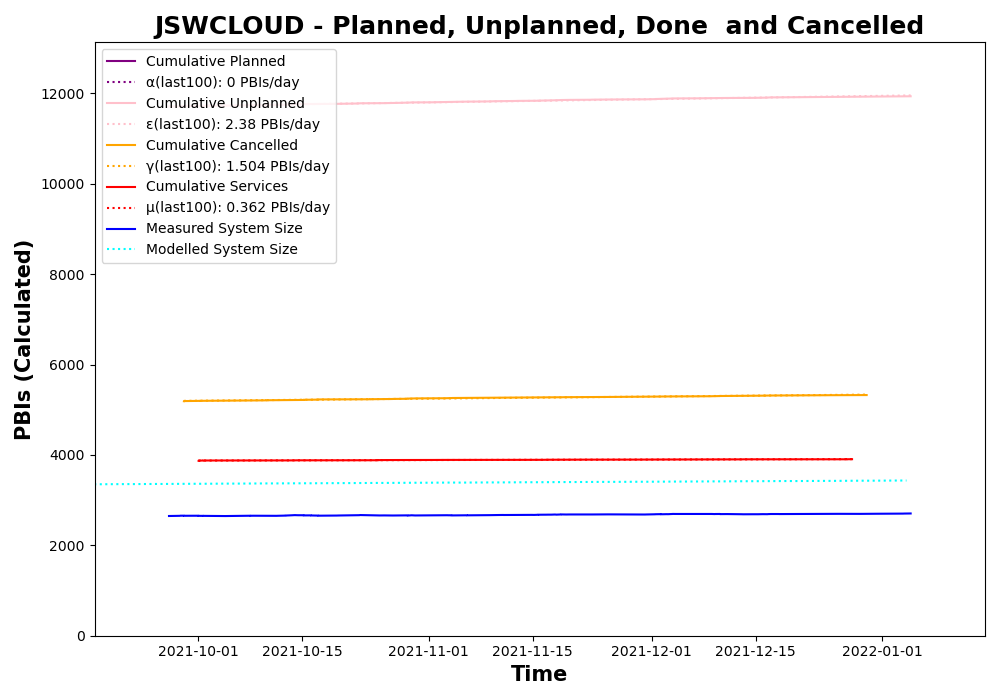 JSWCLOUD - Planned, Unplanned, Done  and Cancelled
Cumulative Planned
α(last100): 0 PBIs/day
Cumulative Unplanned
ε(last100): 2.38 PBIs/day
Cumulative Cancelled
γ(last100): 1.504 PBIs/day
Cumulative Services
μ(last100): 0.362 PBIs/day
Measured System Size
Modelled System Size
PBIs (Calculated)
12000
10000
8000
6000
4000
2000
0
2021-10-01 2021-10-15 2021-11-01 2021-11-15 2021-12-01 2021-12-15 2022-01-01
Time